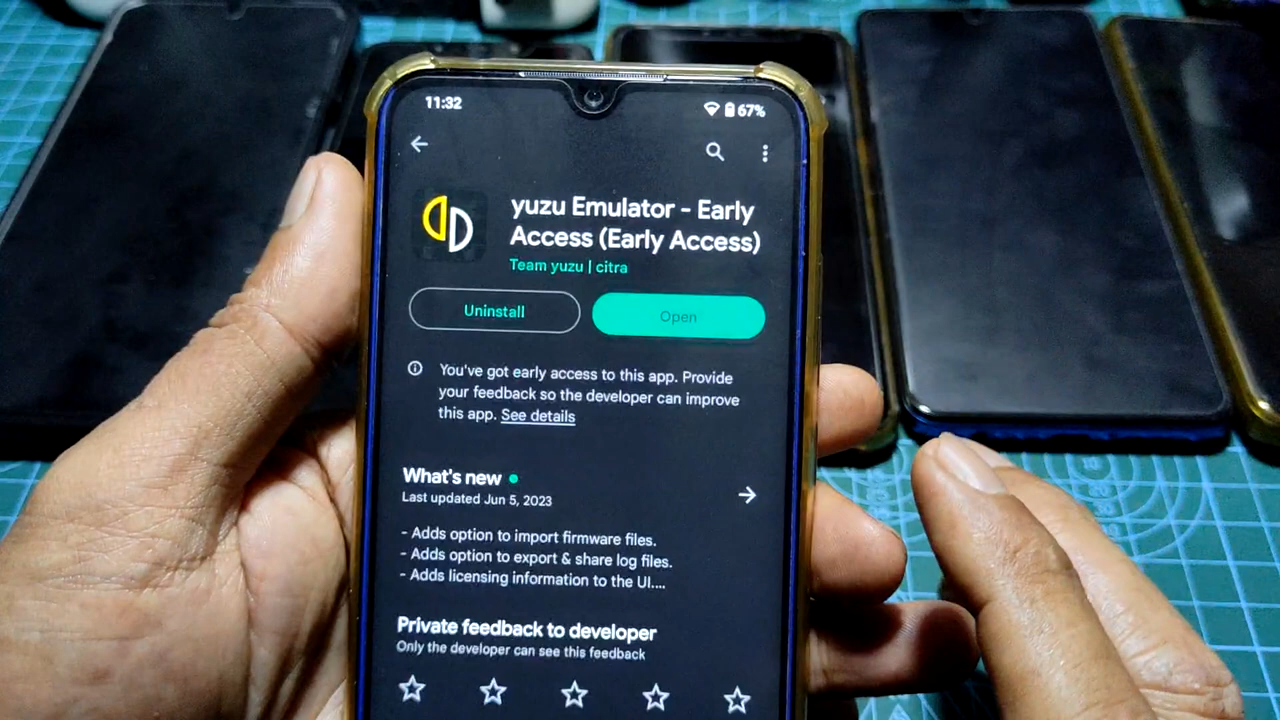 11:32
67%
yuzu Emulator - Early
Access (Early Access)
Team yuzu | citra
Uninstall
Open
You've got early access to this app. Provide
your feedback so the developer can improve
this app. See details
What's new
Last updated Jun 5, 2023
- Adds option to import firmware files.
- Adds option to export & share log files.
- Adds licensing information to the UI....
Private feedback to developer
Only the developer can see this feedback